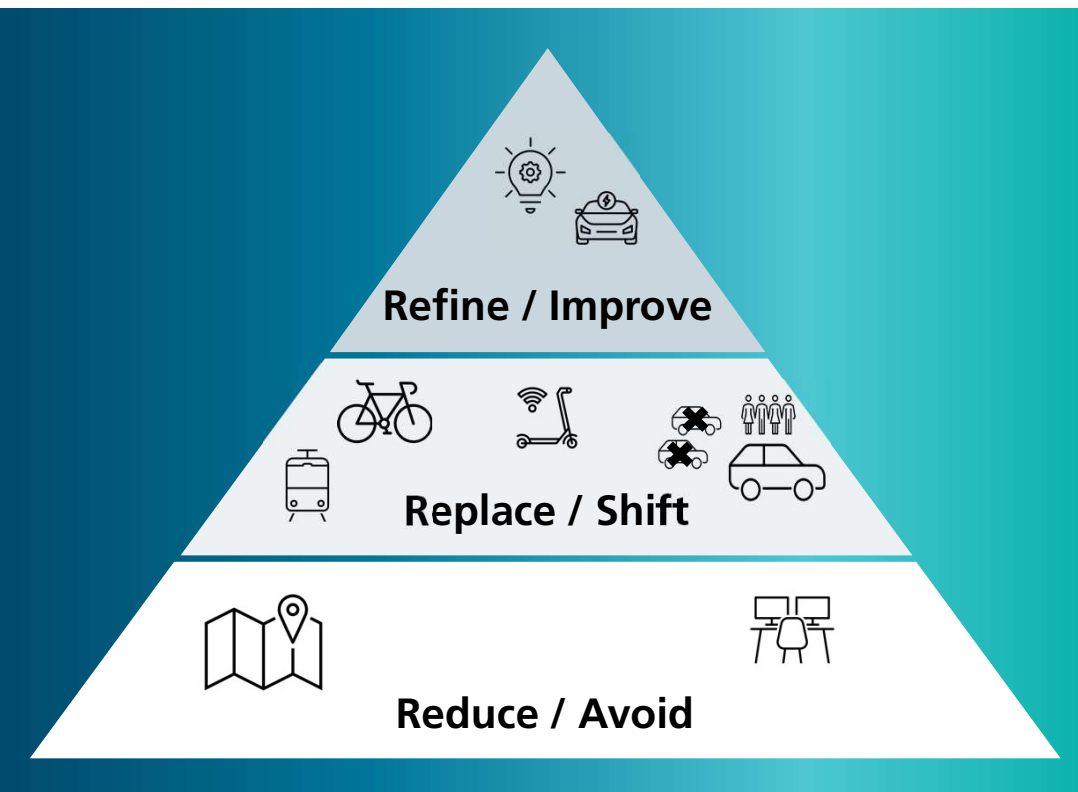 Refine / Improve
Replace / Shift
Reduce / Avoid